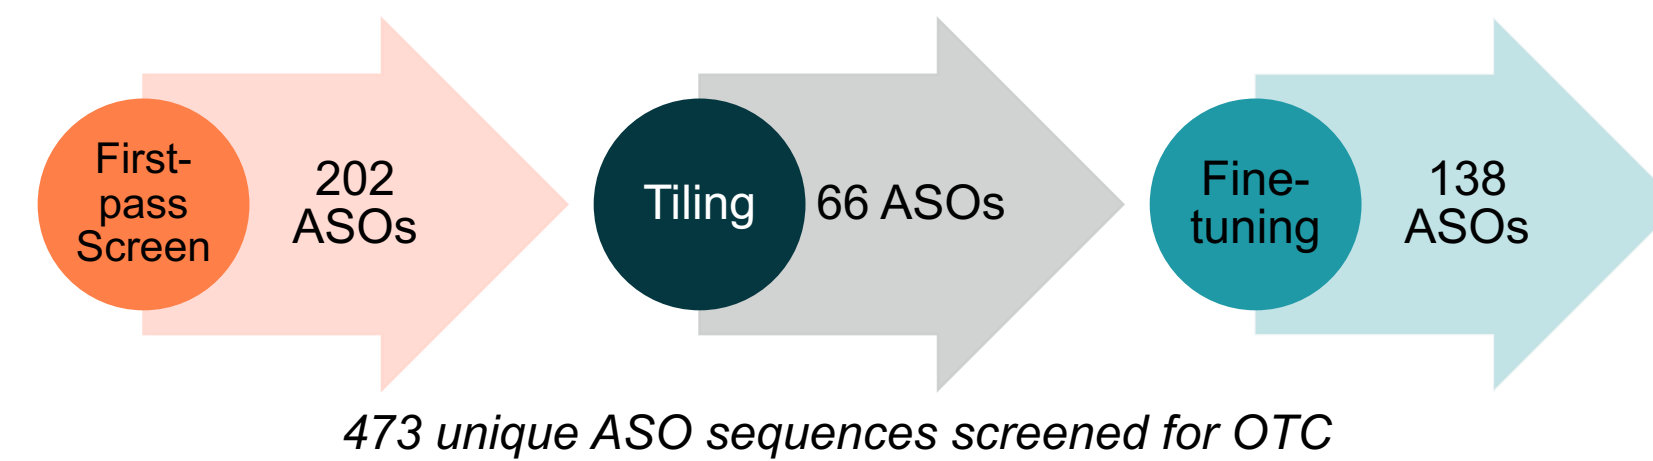 First-
pass
Screen
202
ASOs
Tiling
66 ASOs
Fine-
tuning
138
ASOs
473 unique ASO sequences screened for OTC